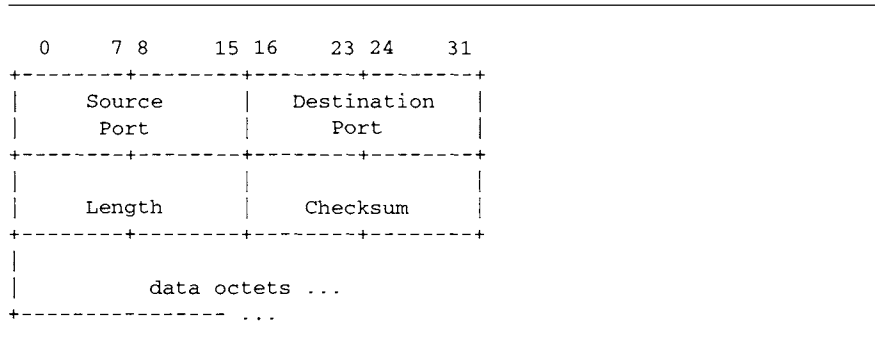 0 7 8 15 16 23 24 31
+--------+--------+--------+--------+
| Source | Destination |
| Port | Port |
+--------+--------+--------+--------+
| | |
| Length | Checksum |
+--------+--------+--------+--------+
|
| data octets ...
+---------------- ...